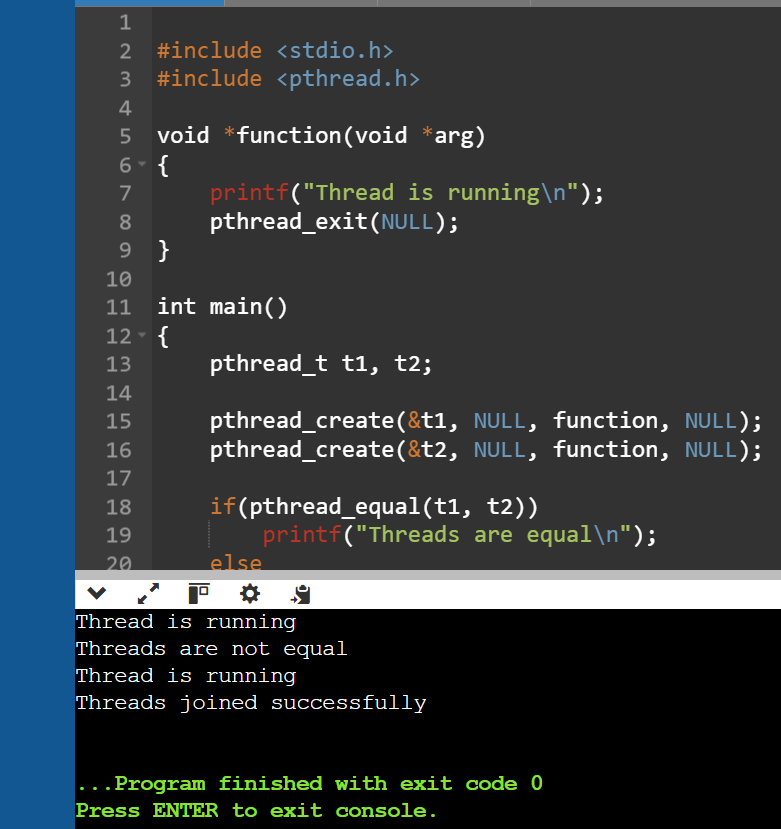 1
2 #include <stdio.h>
3 #include <pthread.h>
4
5 void *function(void *arg)
6 {
7     printf("Thread is running\n");
8     pthread_exit(NULL);
9 }
10
11 int main()
12 {
13     pthread_t t1, t2;
14
15     pthread_create(&t1, NULL, function, NULL);
16     pthread_create(&t2, NULL, function, NULL);
17
18     if(pthread_equal(t1, t2))
19         printf("Threads are equal\n");
20     else
Thread is running
Threads are not equal
Thread is running
Threads joined successfully
...Program finished with exit code 0
Press ENTER to exit console.